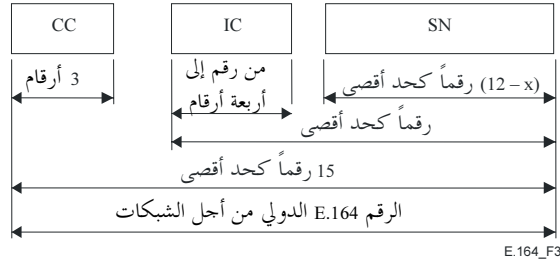 CC IC SN
3 أرقام
من رقم إلى
أربعة أرقام
(12 – x) رقماً كحد أقصى
رقماً كحد أقصى
15 رقماً كحد أقصى
الرقم E.164 الدولي من أجل الشبكات
E.164_F3